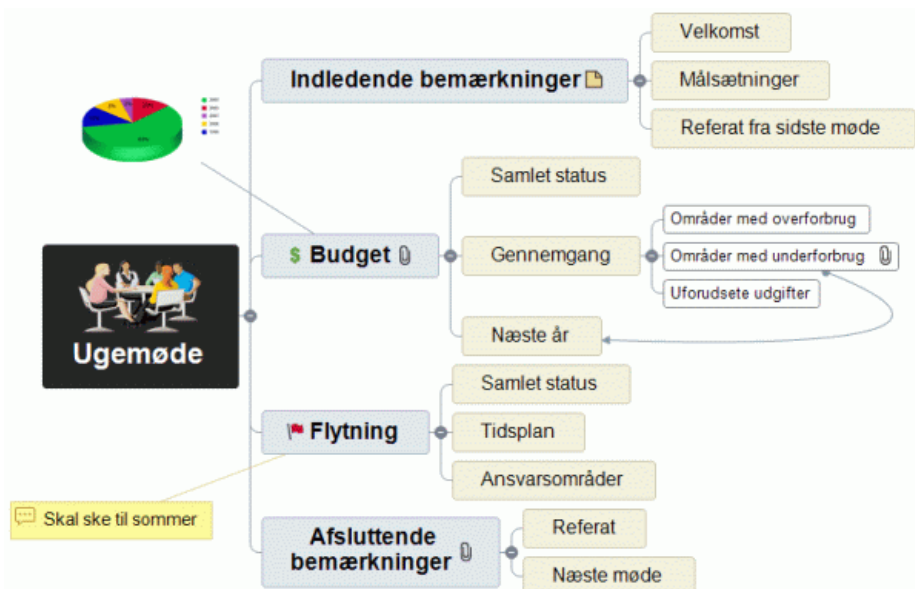 Ugemøde
Indledende bemærkninger
Velkomst
Målsætninger
Referat fra sidste møde
$ Budget
Samlet status
Gennemgang
Områder med overforbrug
Områder med underforbrug
Uforudsete udgifter
Næste år
Flytning
Samlet status
Tidsplan
Ansvarsområder
Skal ske til sommer
Afsluttende
bemærkninger
Referat
Næste møde